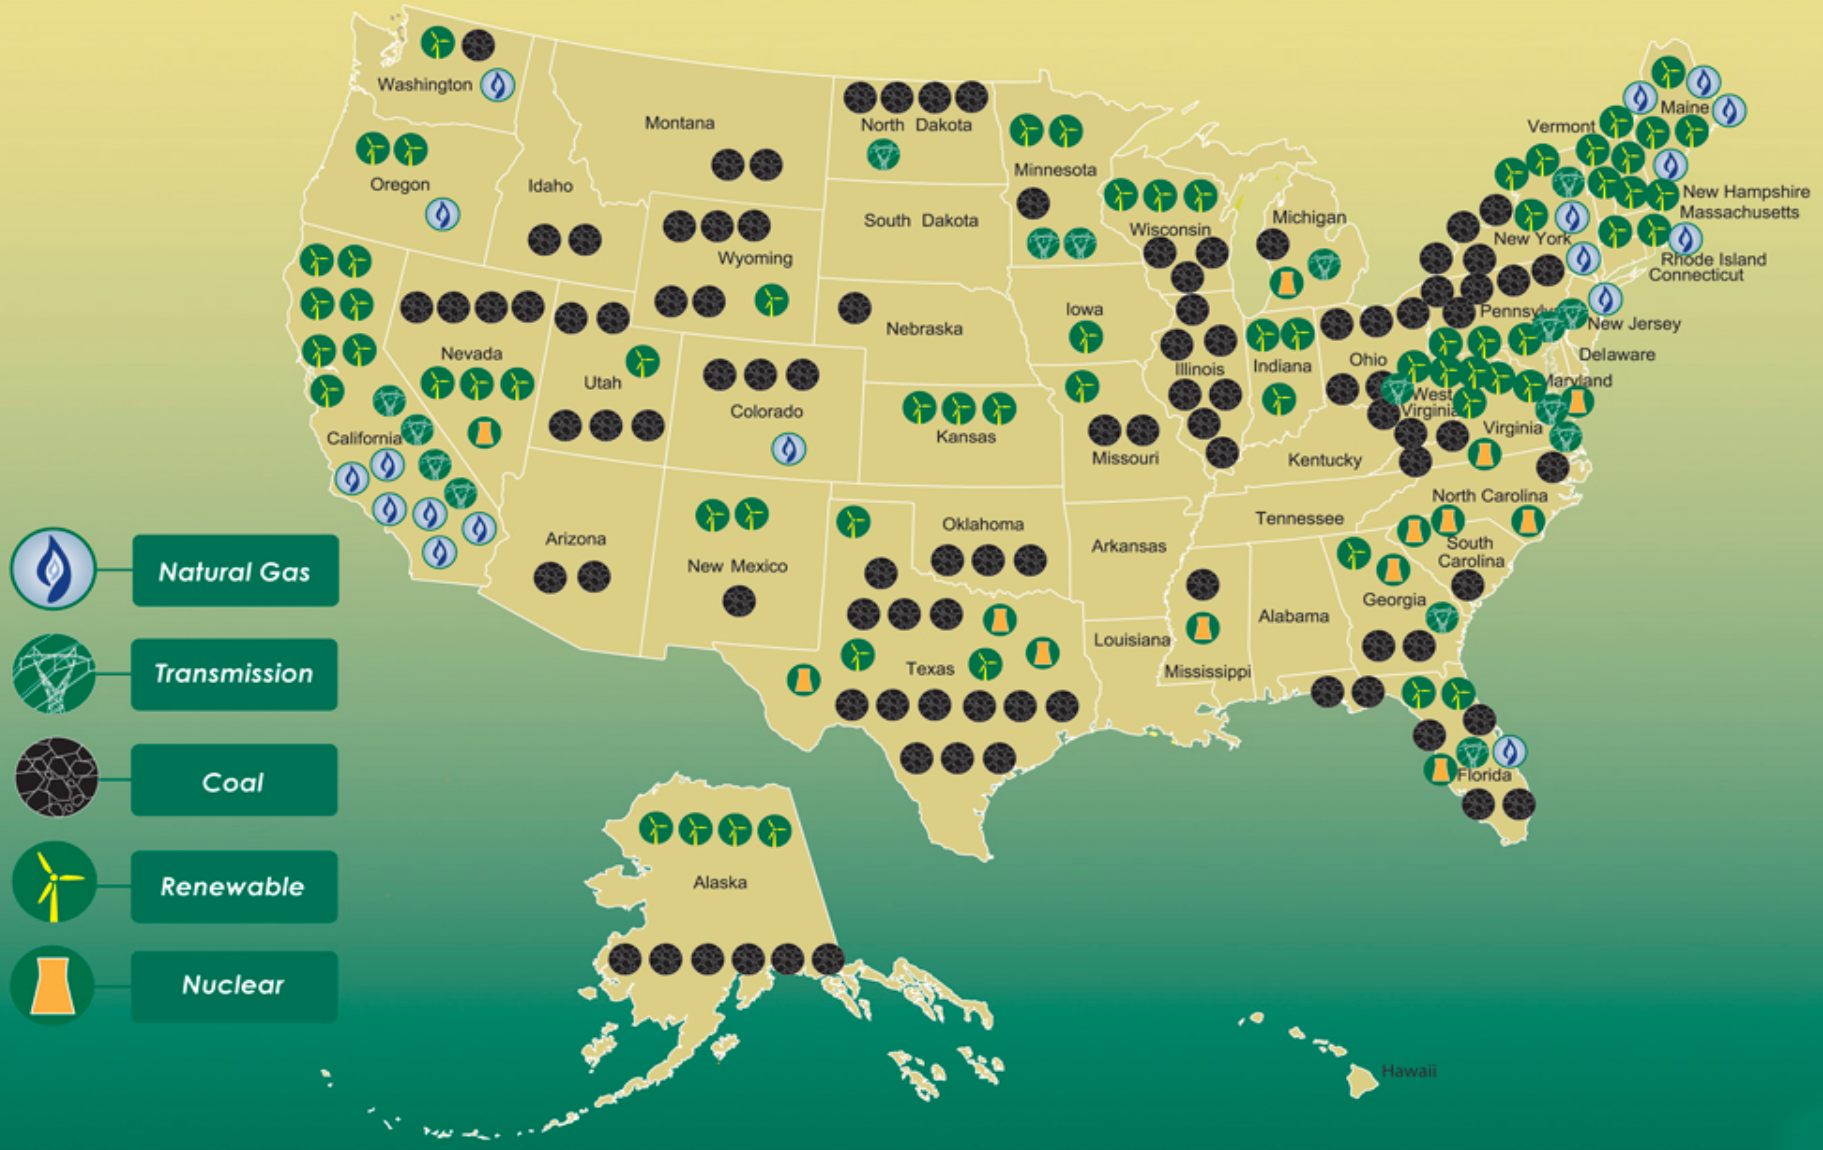 Washington
Montana
North Dakota
Minnesota
Oregon
Idaho
South Dakota
Wisconsin
Michigan
Wyoming
Vermont
Maine
New Hampshire
Massachusetts
New York
Rhode Island
Connecticut
Iowa
Nebraska
Pennsylv
New Jersey
Nevada
Utah
Colorado
Illinois
Indiana
Ohio
Delaware
Maryland
West
Virginia
Virginia
California
Kansas
Missouri
Kentucky
North Carolina
Tennessee
Arizona
New Mexico
Oklahoma
Arkansas
South
Carolina
Georgia
Alabama
Louisiana
Mississippi
Texas
Florida
Alaska
Hawaii
Natural Gas
Transmission
Coal
Renewable
Nuclear